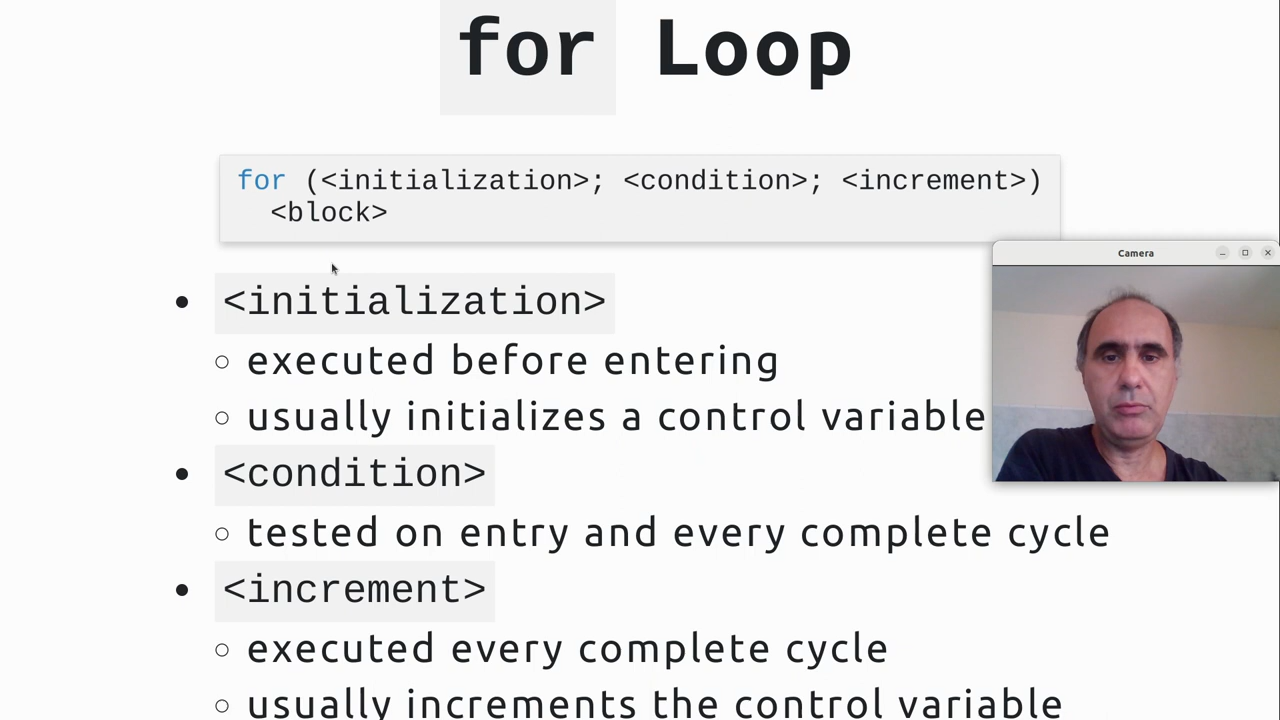 for Loop
for (<initialization>; <condition>; <increment>)
<block>
Camera
<initialization>
executed before entering
usually initializes a control variable
<condition>
tested on entry and every complete cycle
<increment>
executed every complete cycle
usually increments the control variable